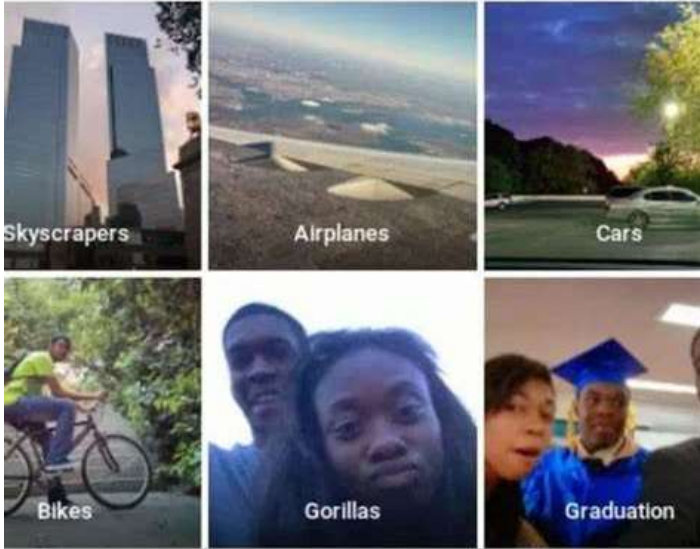 Skyscrapers
Airplanes
Cars
Bikes
Gorillas
Graduation